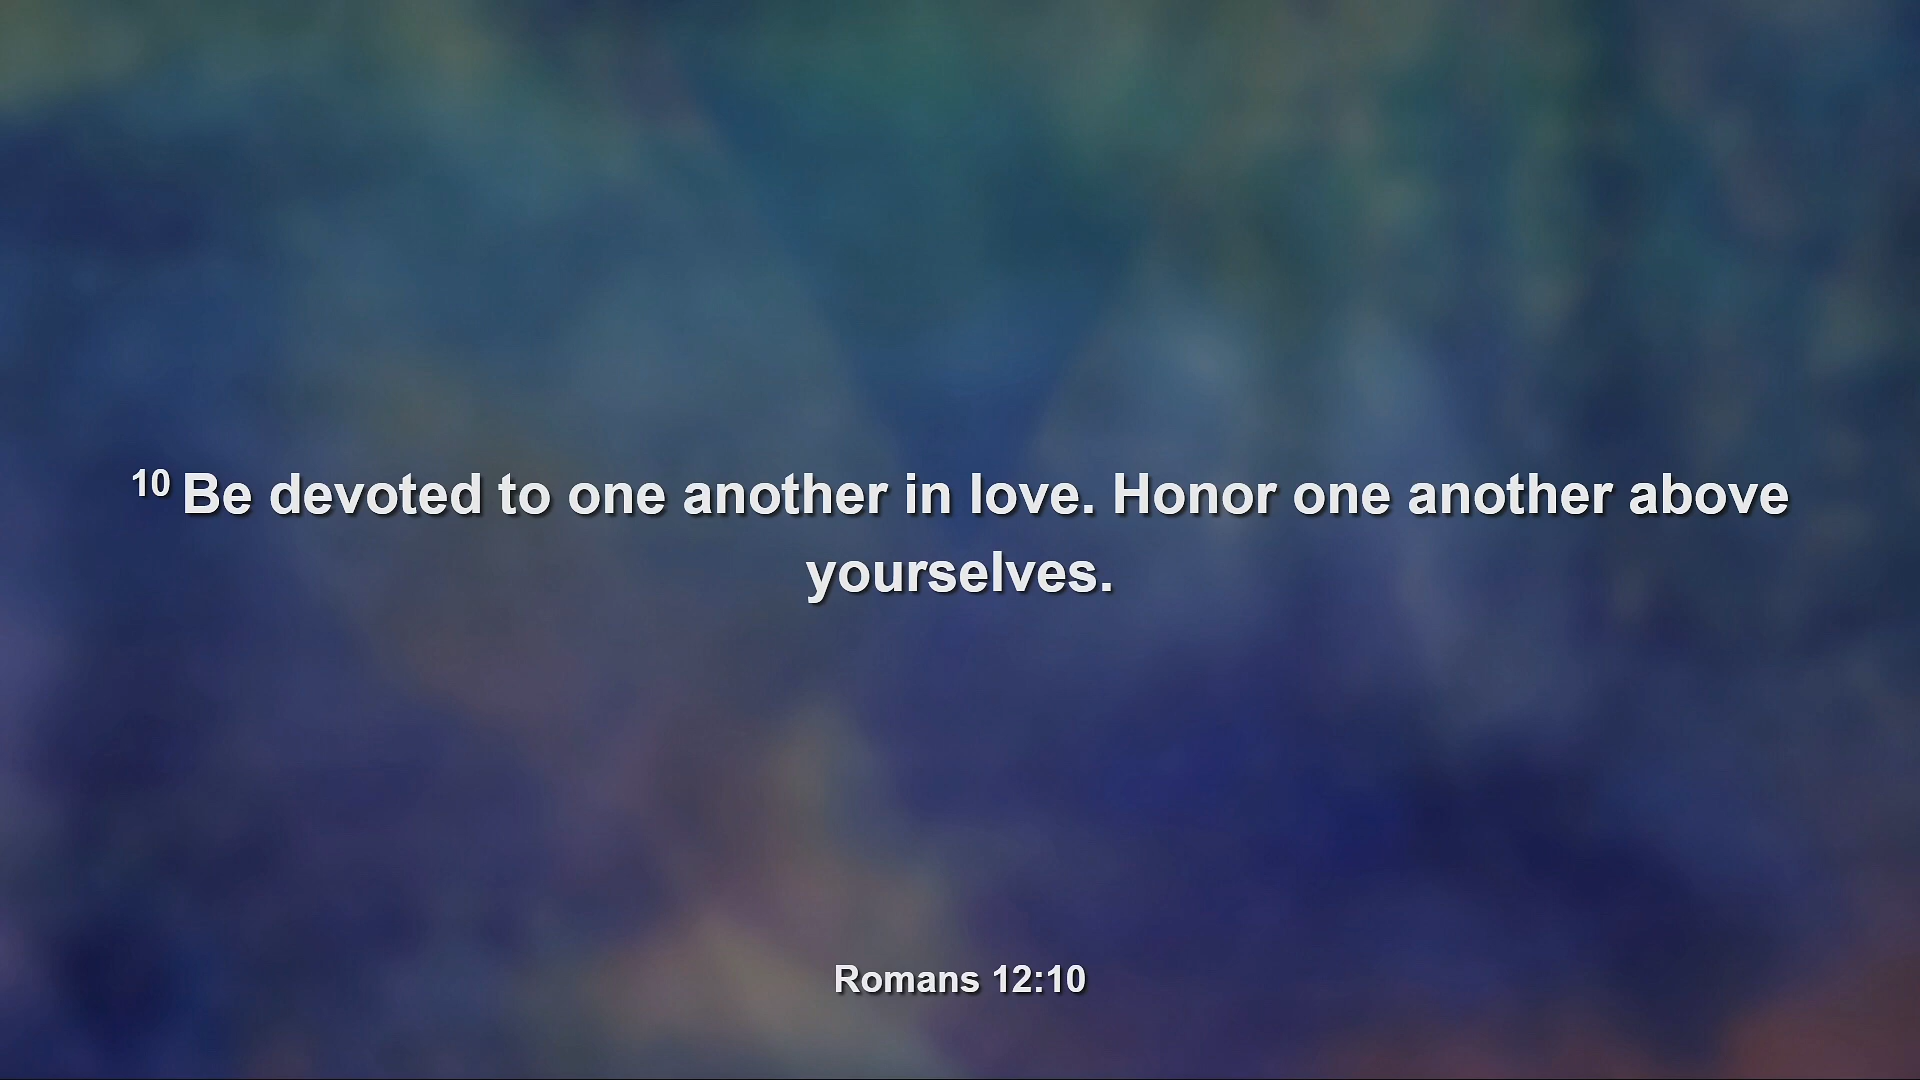 10 Be devoted to one another in love. Honor one another above
yourselves.
Romans 12:10